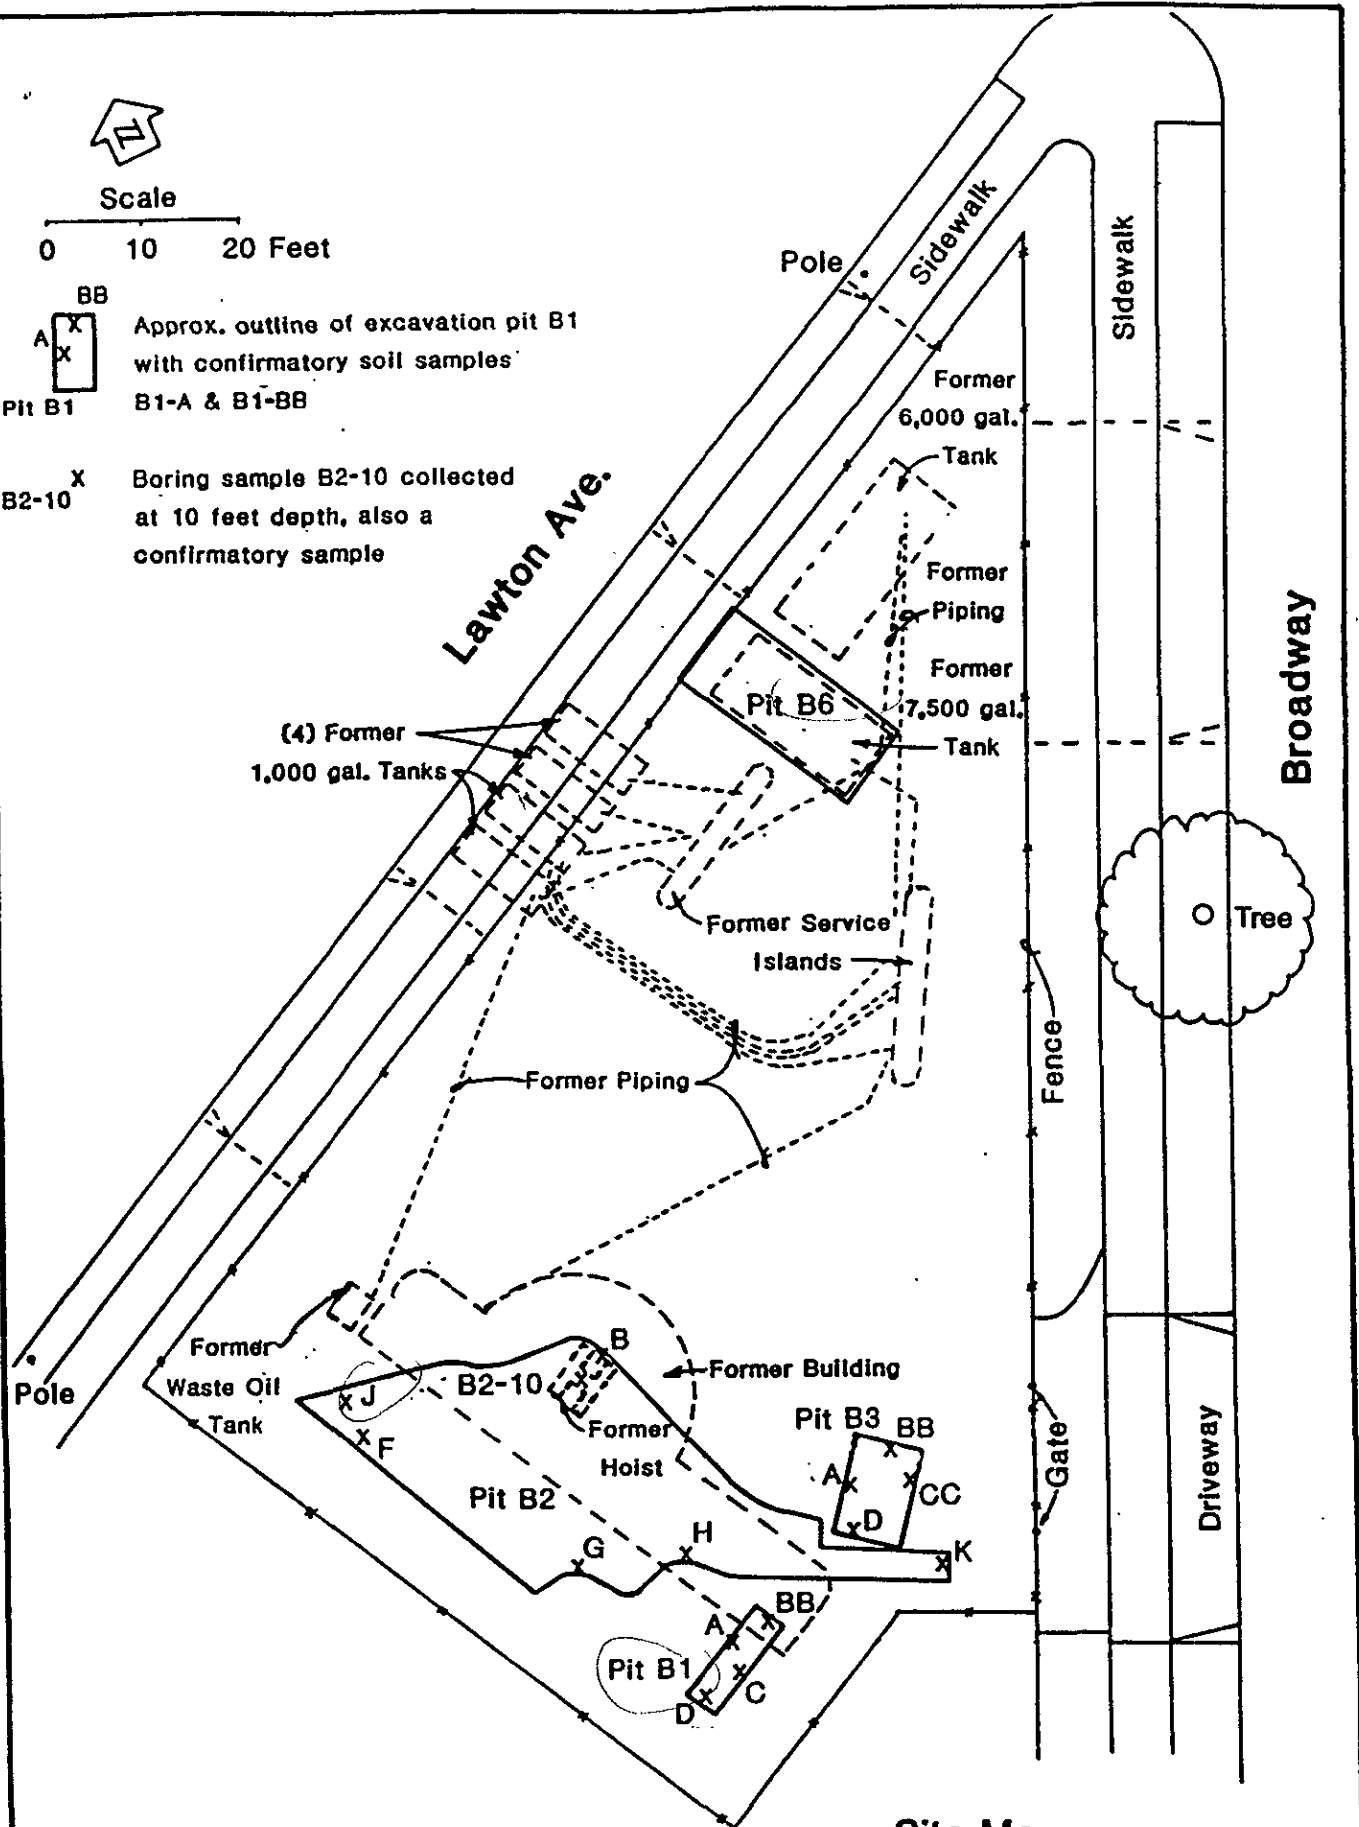 N
Scale
0 10 20 Feet
BB
A
Pit B1
Approx. outline of excavation pit B1
with confirmatory soil samples
B1-A & B1-BB
B2-10
X
Boring sample B2-10 collected
at 10 feet depth, also a
confirmatory sample
Pole
Sidewalk
Sidewalk
Lawton Ave.
Broadway
Former
6,000 gal.
Tank
Former
Piping
Former
7,500 gal.
Tank
Pit B6
(4) Former
1,000 gal. Tanks
Former Service
Islands
Tree
Fence
Former Piping
Former
Waste Oil
Tank
Pole
J
F
B2-10
B
Former
Hoist
Former Building
Pit B2
G
H
K
Pit B3
BB
A
CC
D
Gate
Driveway
BB
A
Pit B1
C
D